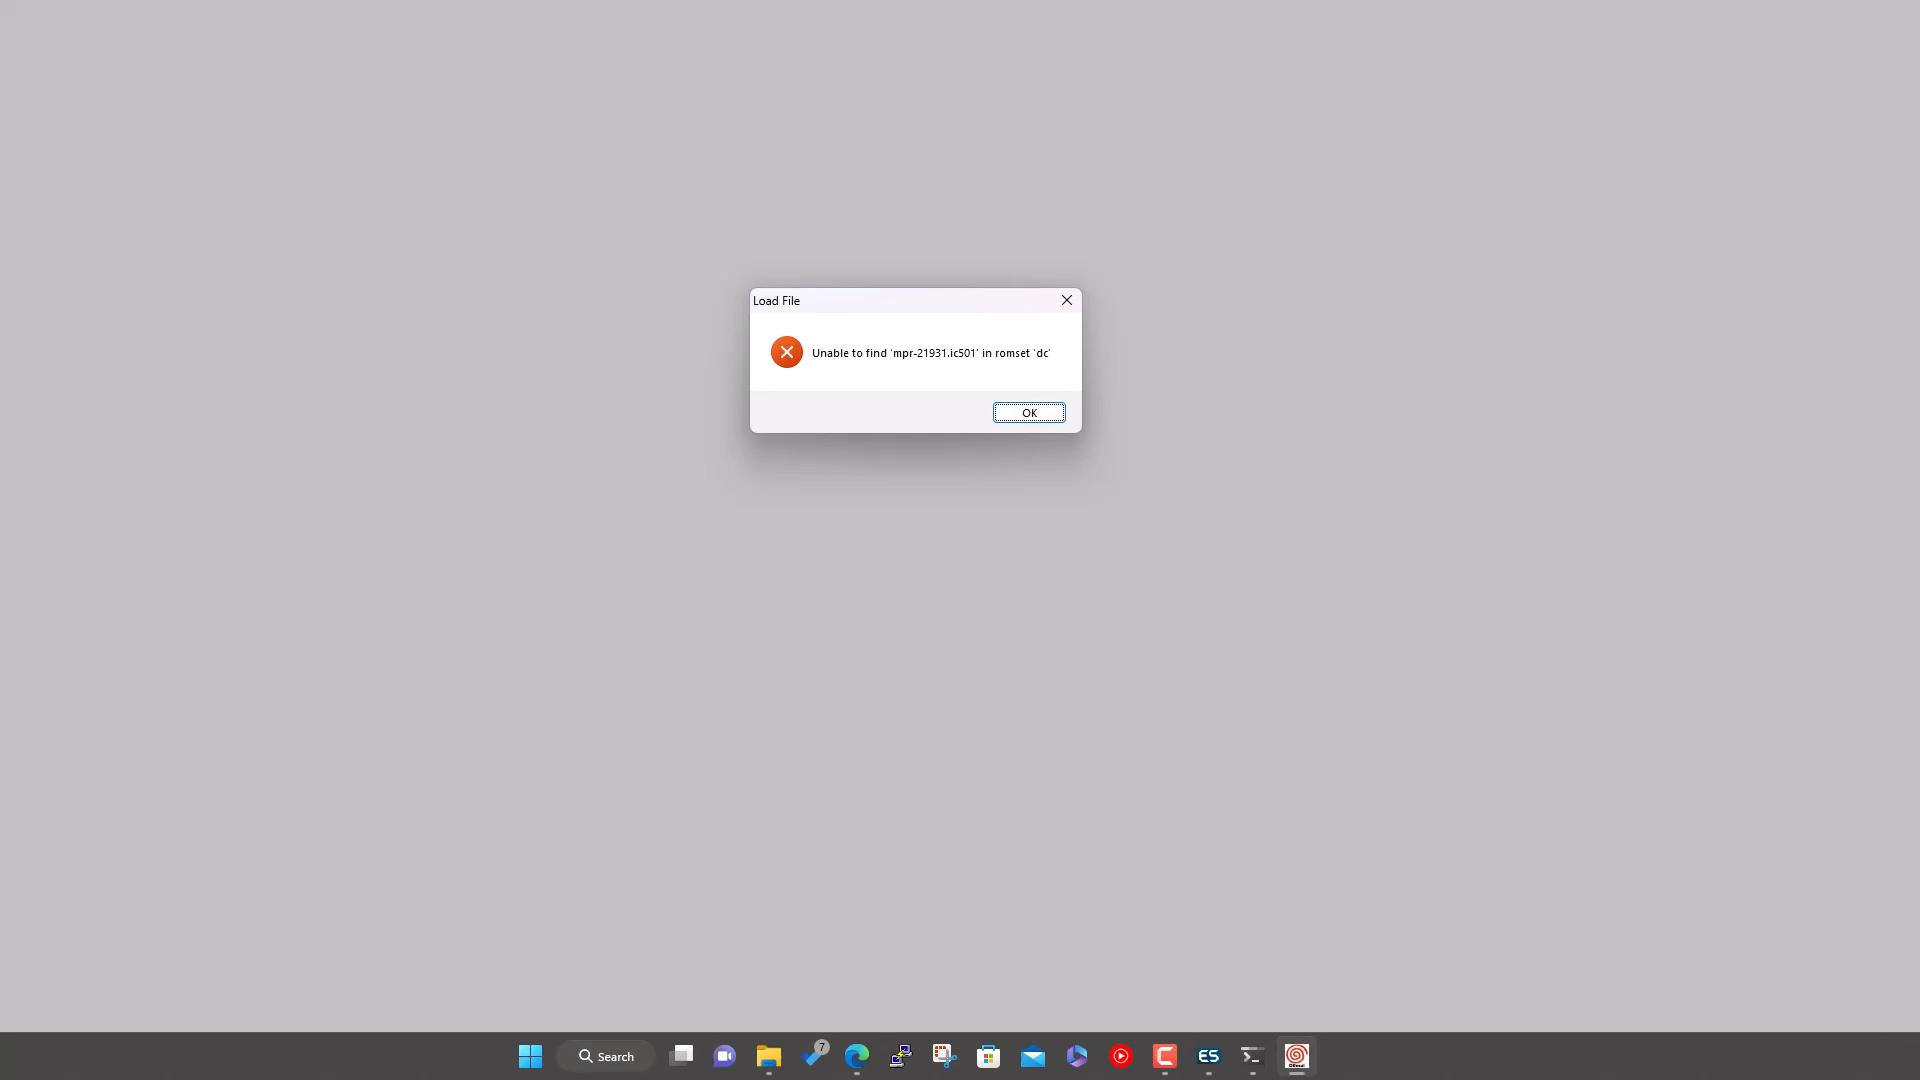 Load File
Unable to find 'mpr-21931.ic501' in romset 'dc'
OK
Search
7
ES